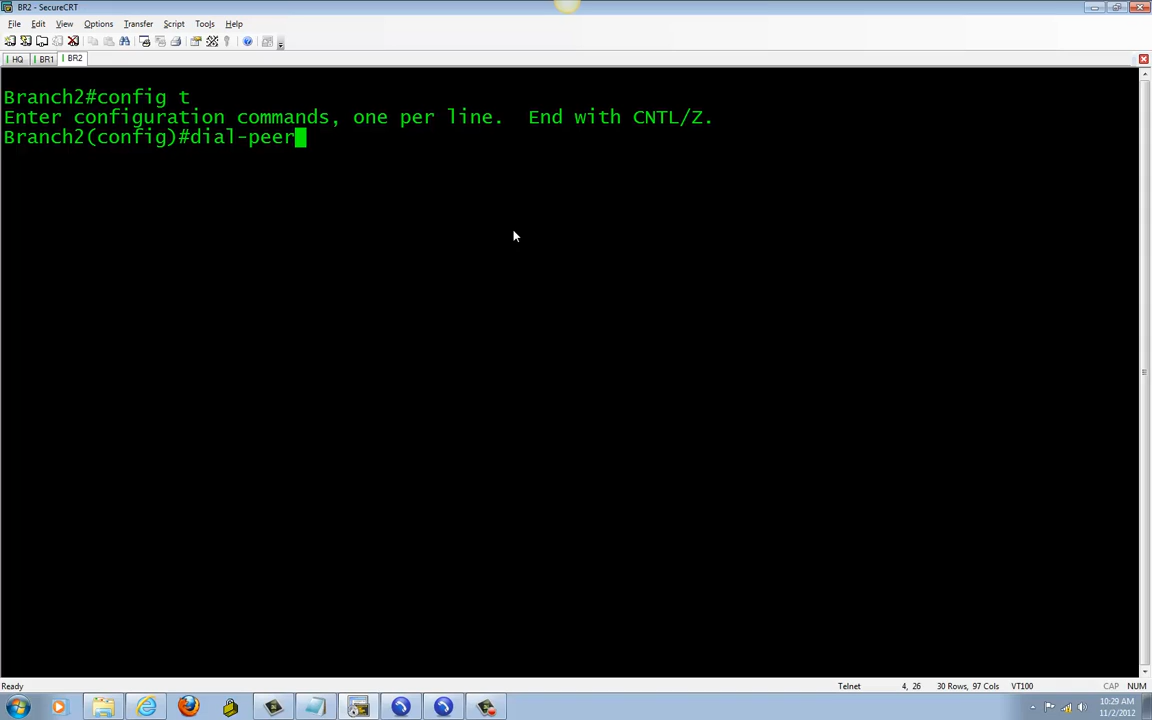 BR2 - SecureCRT
File Edit View Options Transfer Script Tools Help
HQ BR1 BR2
Branch2#config t
Enter configuration commands, one per line.  End with CNTL/Z.
Branch2(config)#dial-peer
Ready Telnet 4, 26 30 Rows, 97 Cols VT100 CAP NUM
10:29 AM
11/2/2012